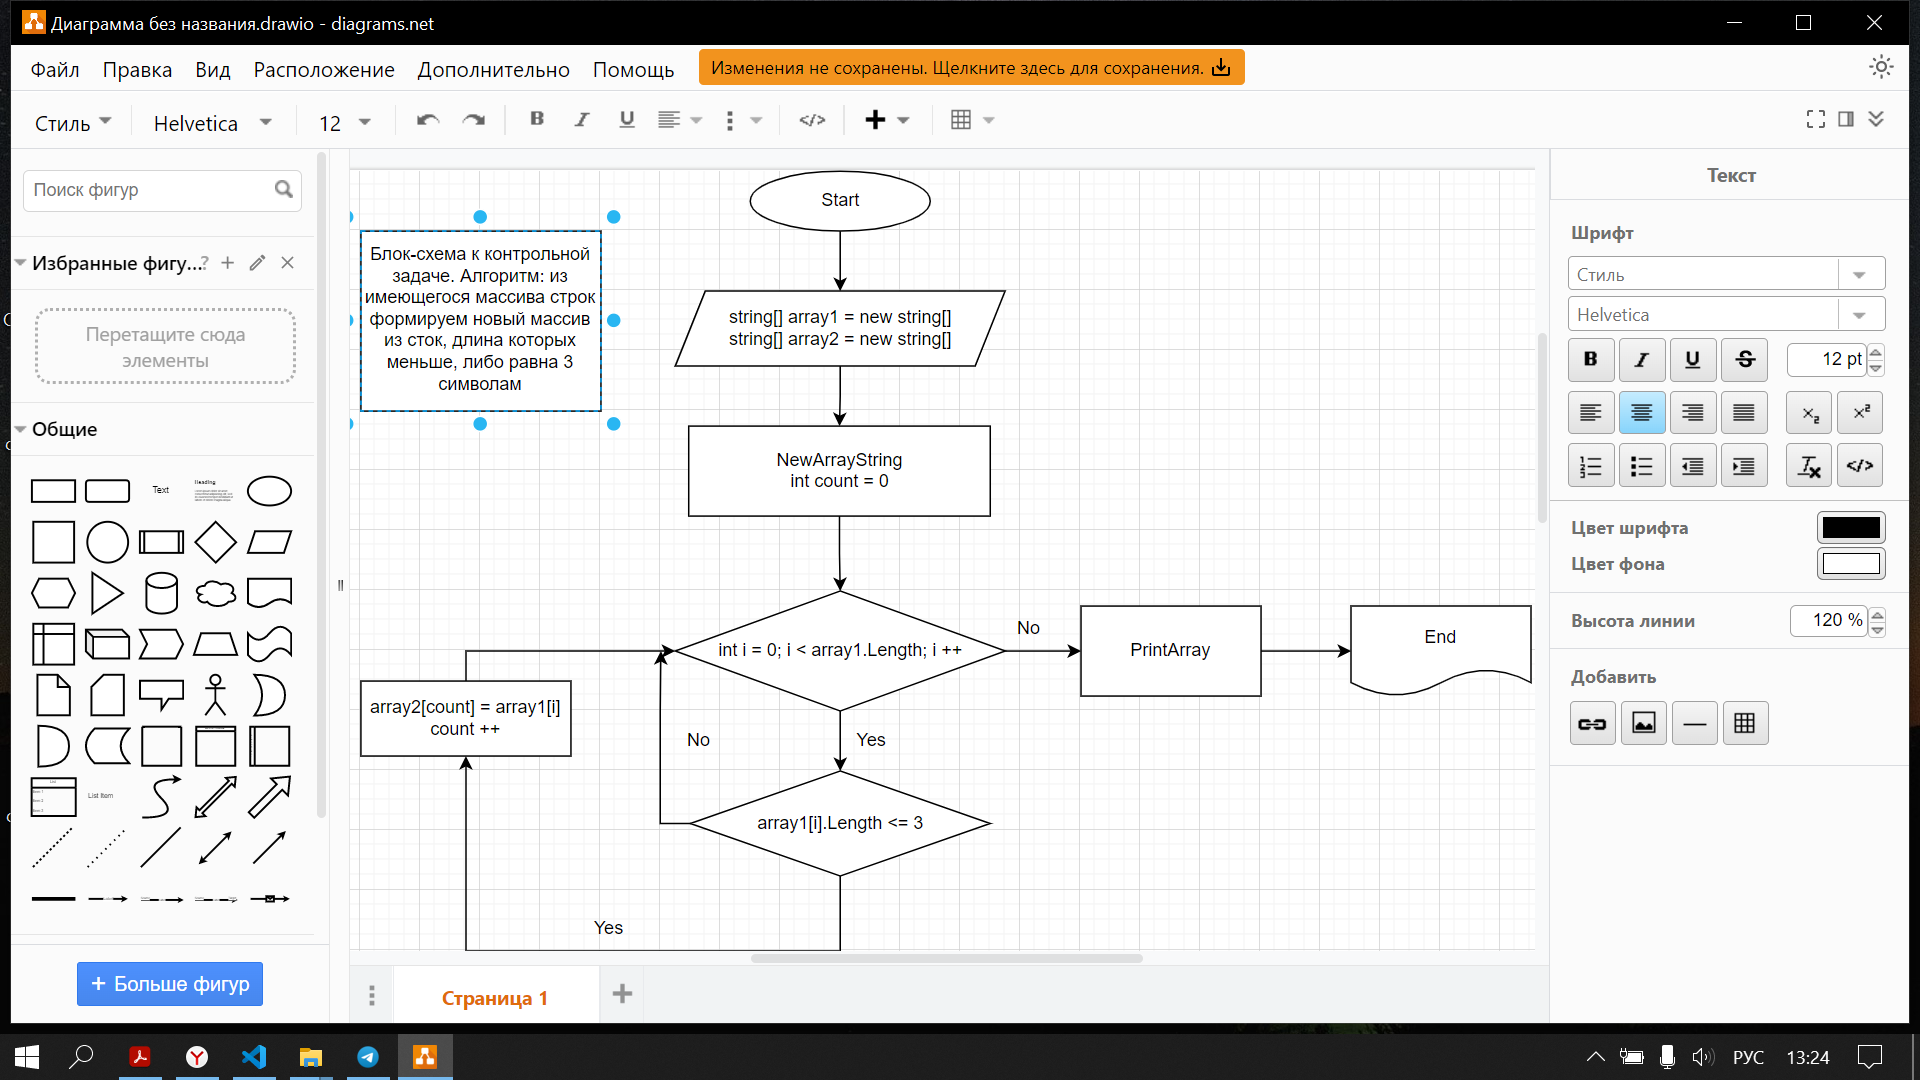 Диаграмма без названия.drawio - diagrams.net
Файл Правка Вид Расположение Дополнительно Помощь
Изменения не сохранены. Щелкните здесь для сохранения.
Стиль Helvetica 12 B I U </>
Поиск фигур
Избранные фигу...?
Перетащите сюда
элементы
Общие
Text
Heading
List Item
+ Больше фигур
Блок-схема к контрольной
задаче. Алгоритм: из
имеющегося массива строк
формируем новый массив
из сток, длина которых
меньше, либо равна 3
символам
Start
string[] array1 = new string[]
string[] array2 = new string[]
NewArrayString
int count = 0
int i = 0; i < array1.Length; i ++
No
PrintArray
End
array2[count] = array1[i]
count ++
No
Yes
array1[i].Length <= 3
Yes
Страница 1
Текст
Шрифт
Стиль
Helvetica
B I U S 12 pt
Цвет шрифта
Цвет фона
Высота линии 120 %
Добавить
РУС 13:24